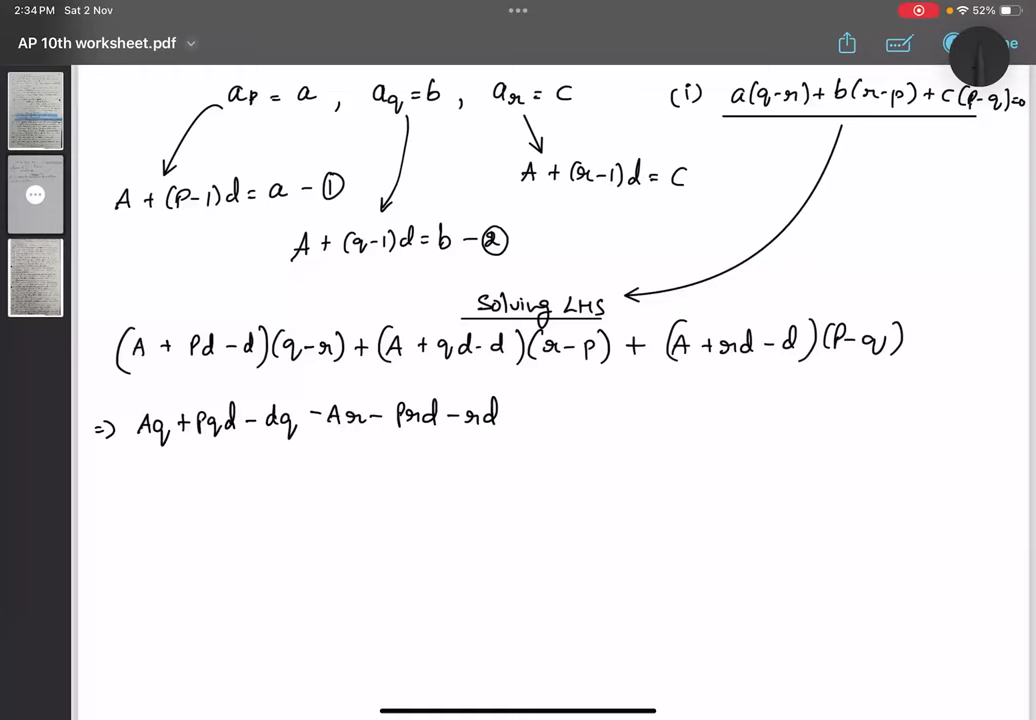 2:34 PM Sat 2 Nov
52%
AP 10th worksheet.pdf
ap = a , aq = b , ar = c (i) a(q-r)+b(r-p)+c(p-q)=0
A + (p-1)d = a - ①
A + (r-1)d = c
A + (q-1)d = b - ②
Solving LHS
(A + pd - d)(q-r) + (A + qd - d)(r-p) + (A + rd - d)(p-q)
=> Aq + pqd - dq - Ar - prd - rd